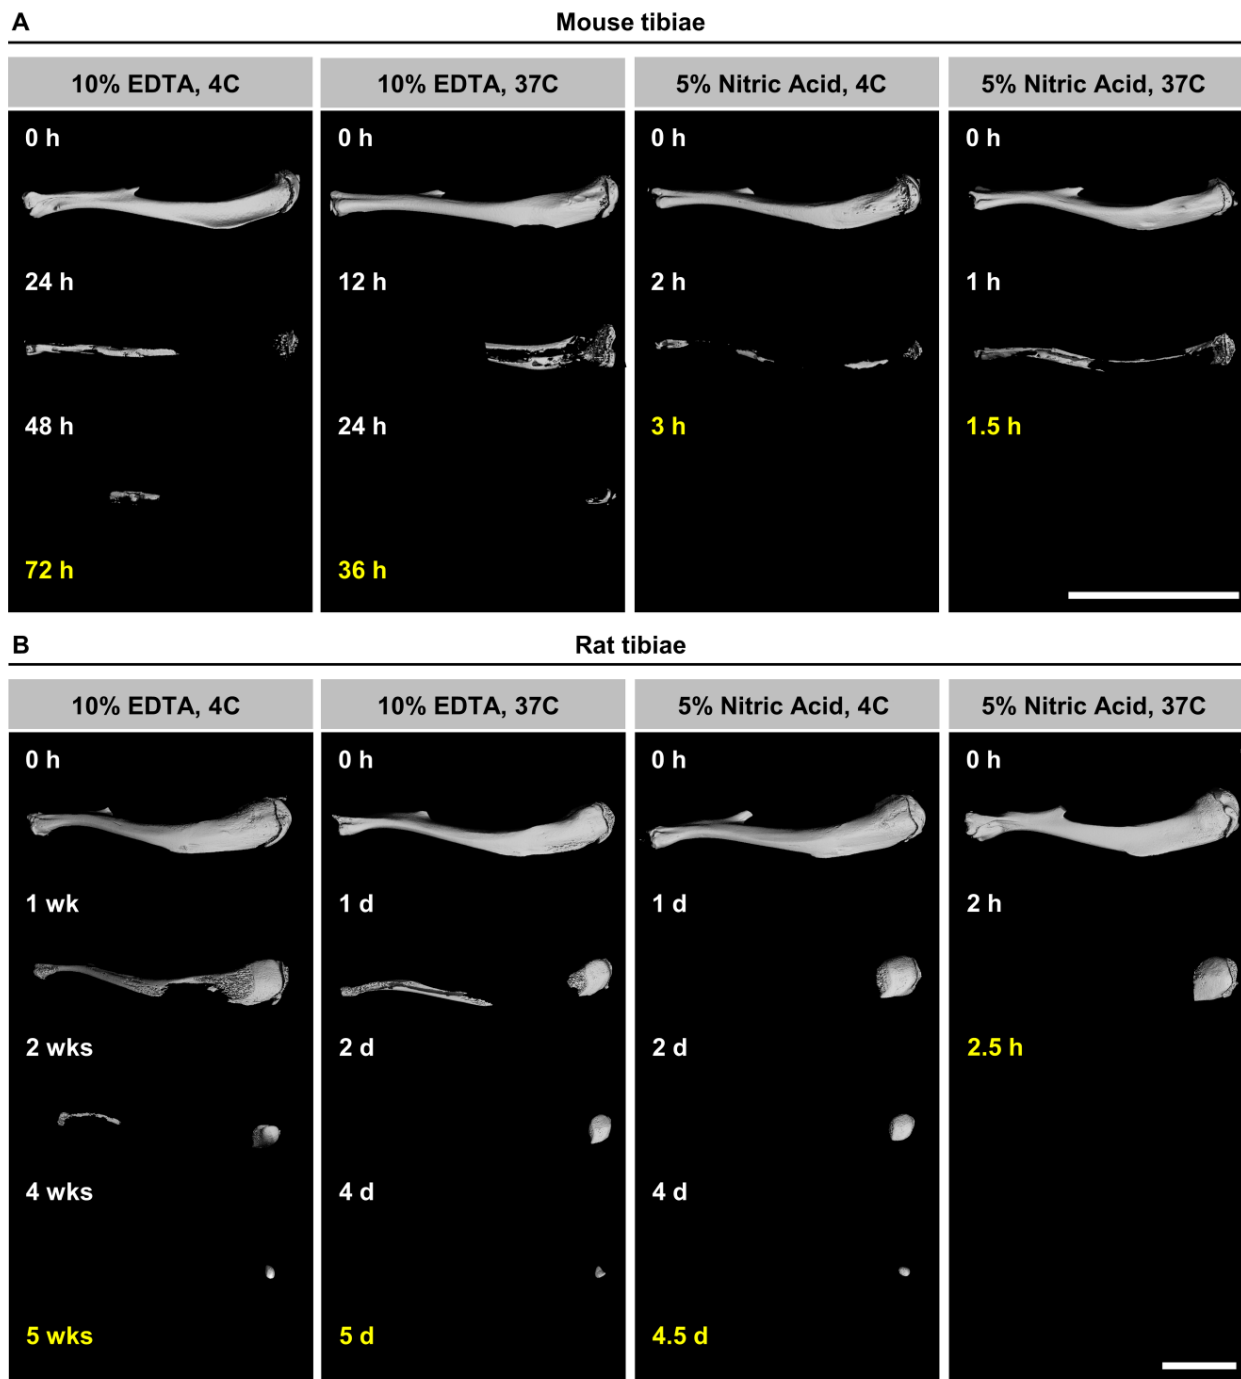 A
Mouse tibiae
10% EDTA, 4C
10% EDTA, 37C
5% Nitric Acid, 4C
5% Nitric Acid, 37C
0 h
0 h
0 h
0 h
24 h
12 h
2 h
1 h
48 h
24 h
3 h
1.5 h
72 h
36 h
B
Rat tibiae
10% EDTA, 4C
10% EDTA, 37C
5% Nitric Acid, 4C
5% Nitric Acid, 37C
0 h
0 h
0 h
0 h
1 wk
1 d
1 d
2 h
2 wks
2 d
2 d
2.5 h
4 wks
4 d
4 d
5 wks
5 d
4.5 d